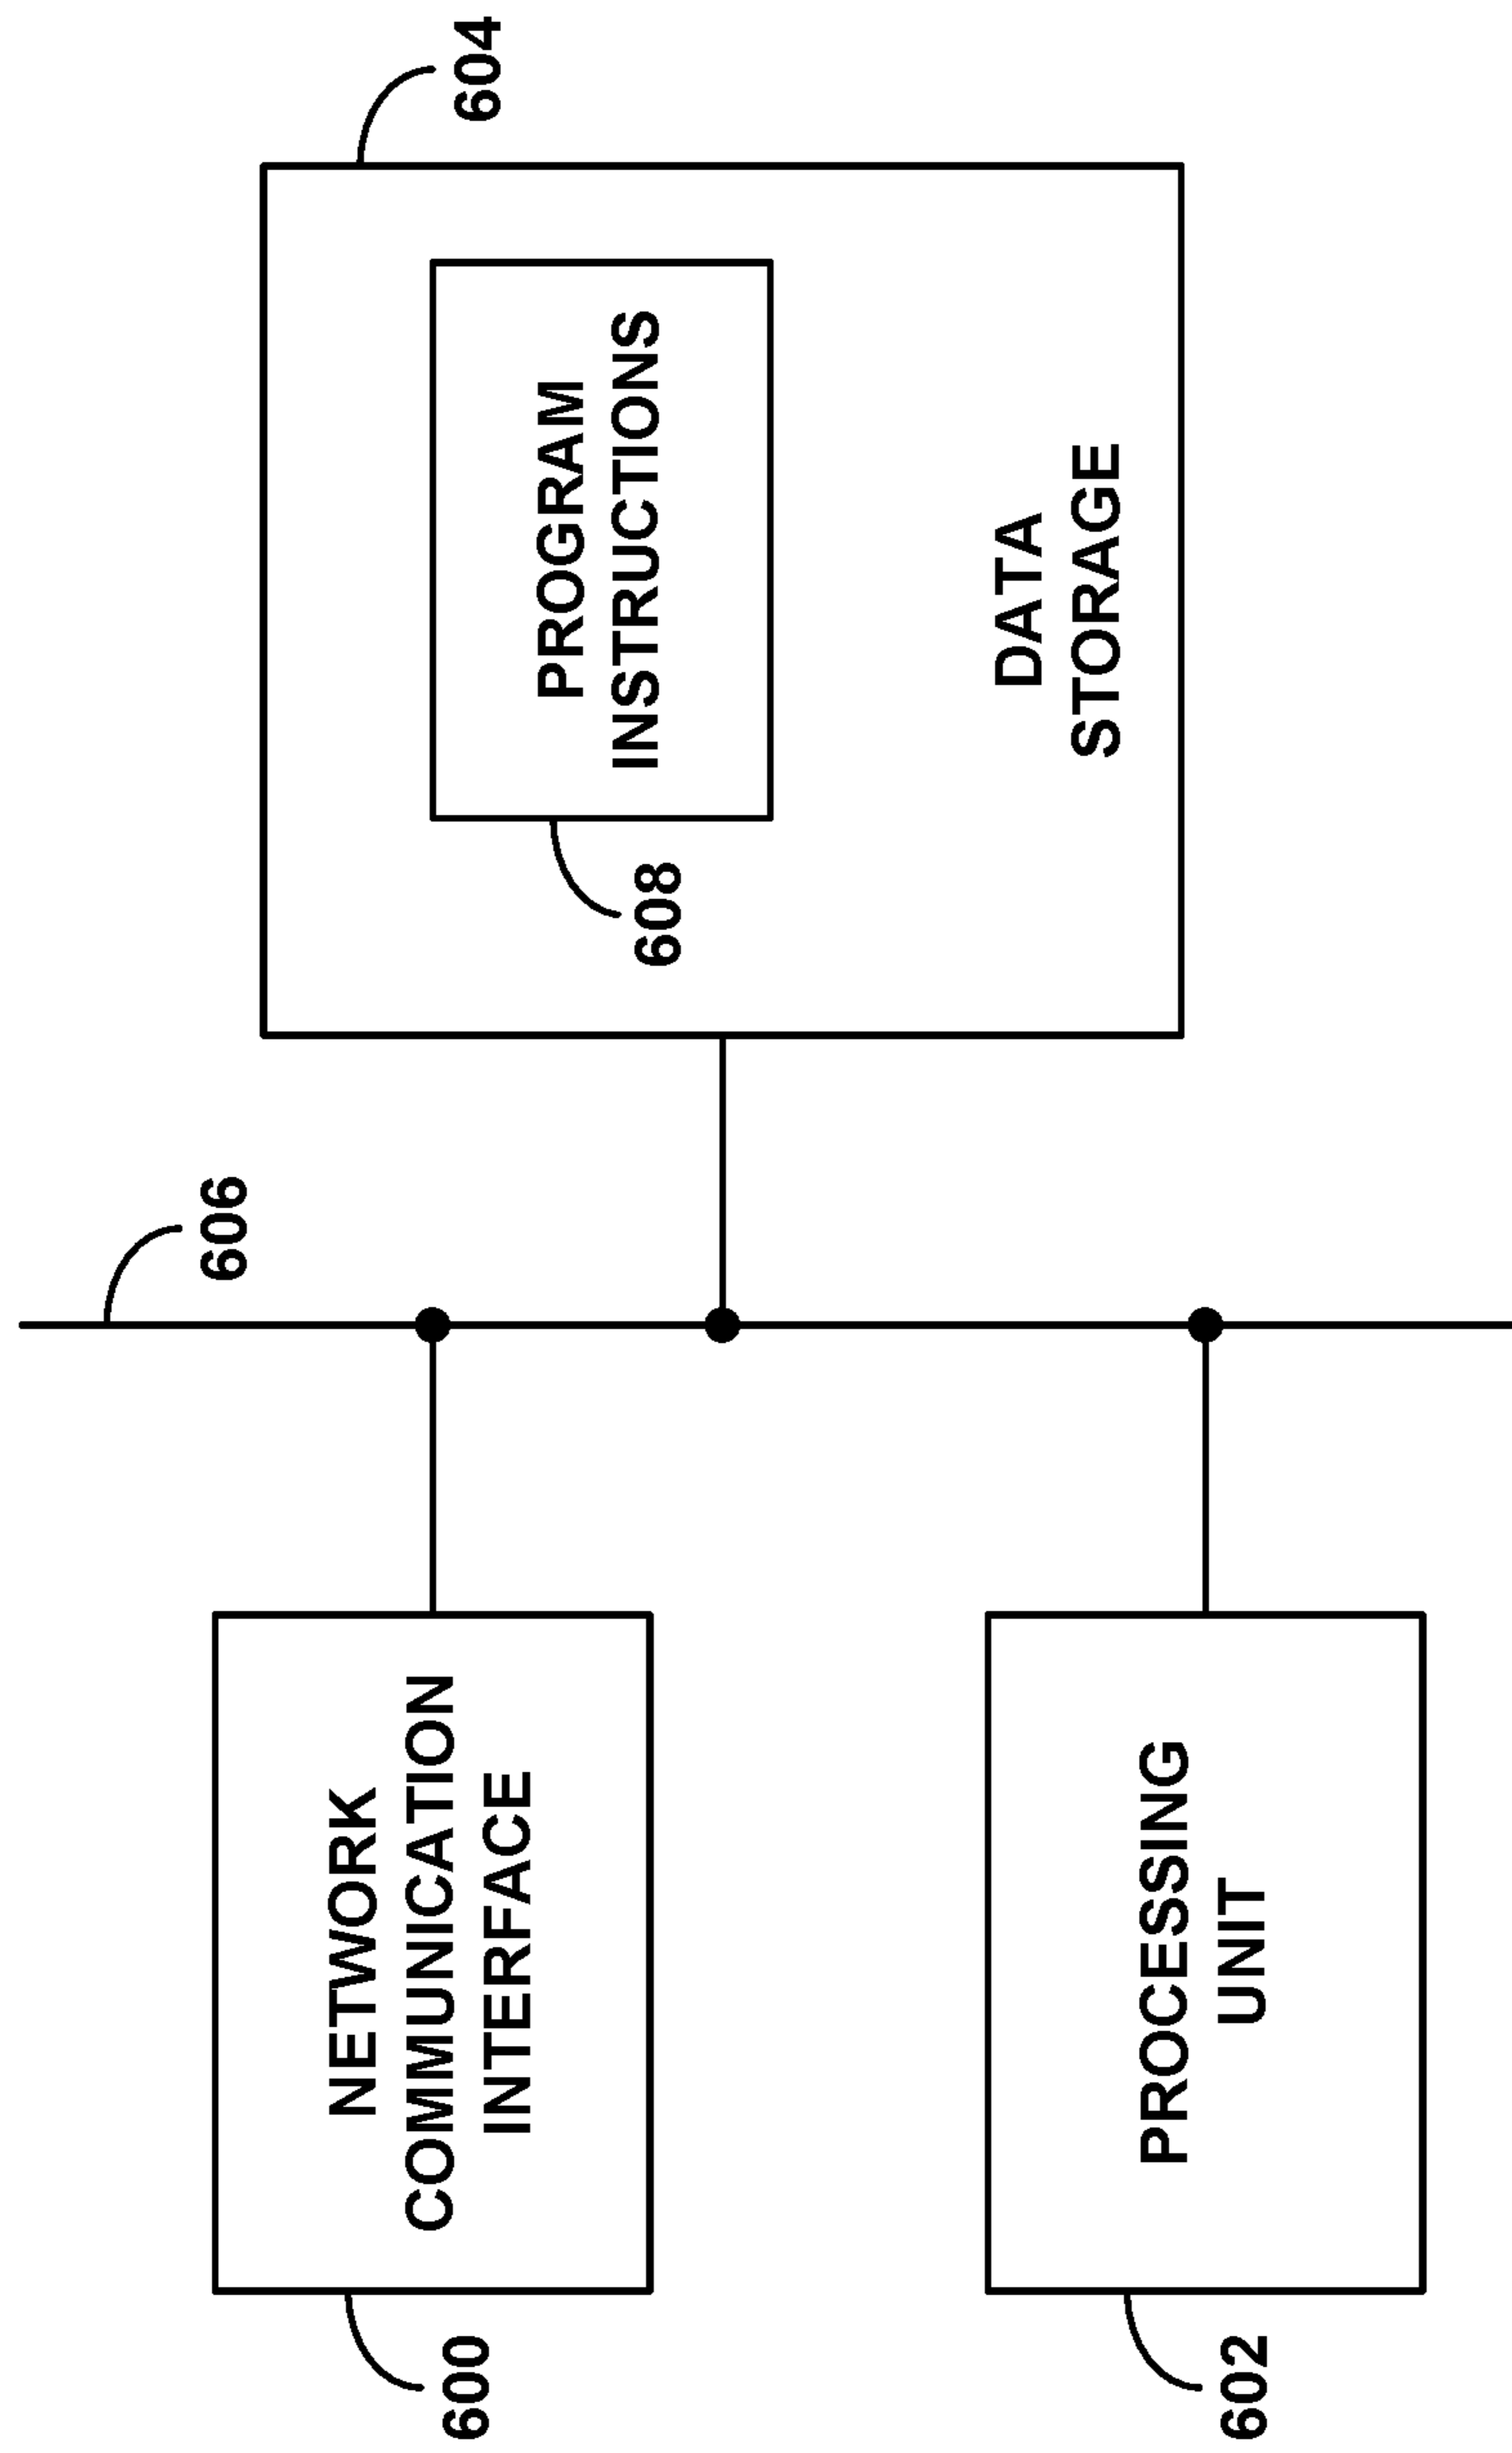 600
NETWORK
COMMUNICATION
INTERFACE
606
604
608
PROGRAM
INSTRUCTIONS
DATA
STORAGE
602
PROCESSING
UNIT